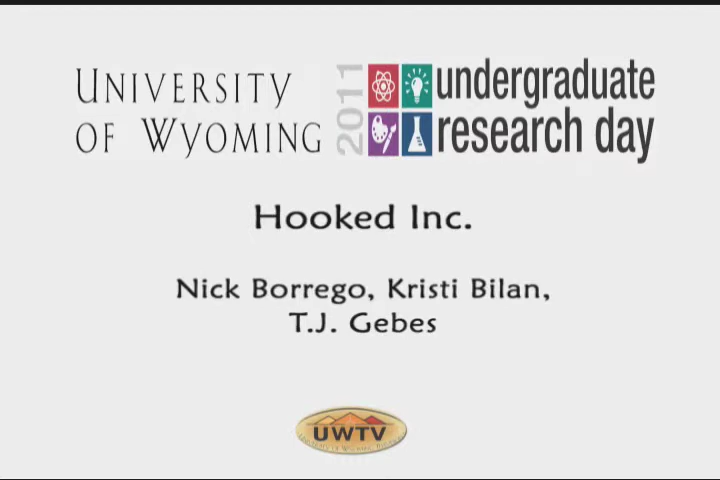 UNIVERSITY
OF WYOMING
2011
undergraduate
research day
Hooked Inc.
Nick Borrego, Kristi Bilan,
T.J. Gebes
UWTV